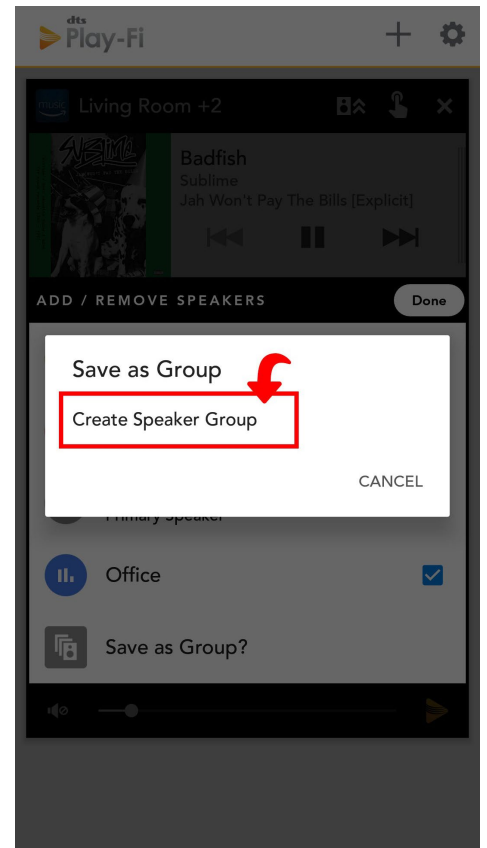 dts
Play-Fi
music
Living Room +2
SUBLIME
Badfish
Sublime
Jah Won't Pay The Bills [Explicit]
ADD / REMOVE SPEAKERS
Done
Save as Group
Create Speaker Group
CANCEL
Primary Speaker
Office
Save as Group?